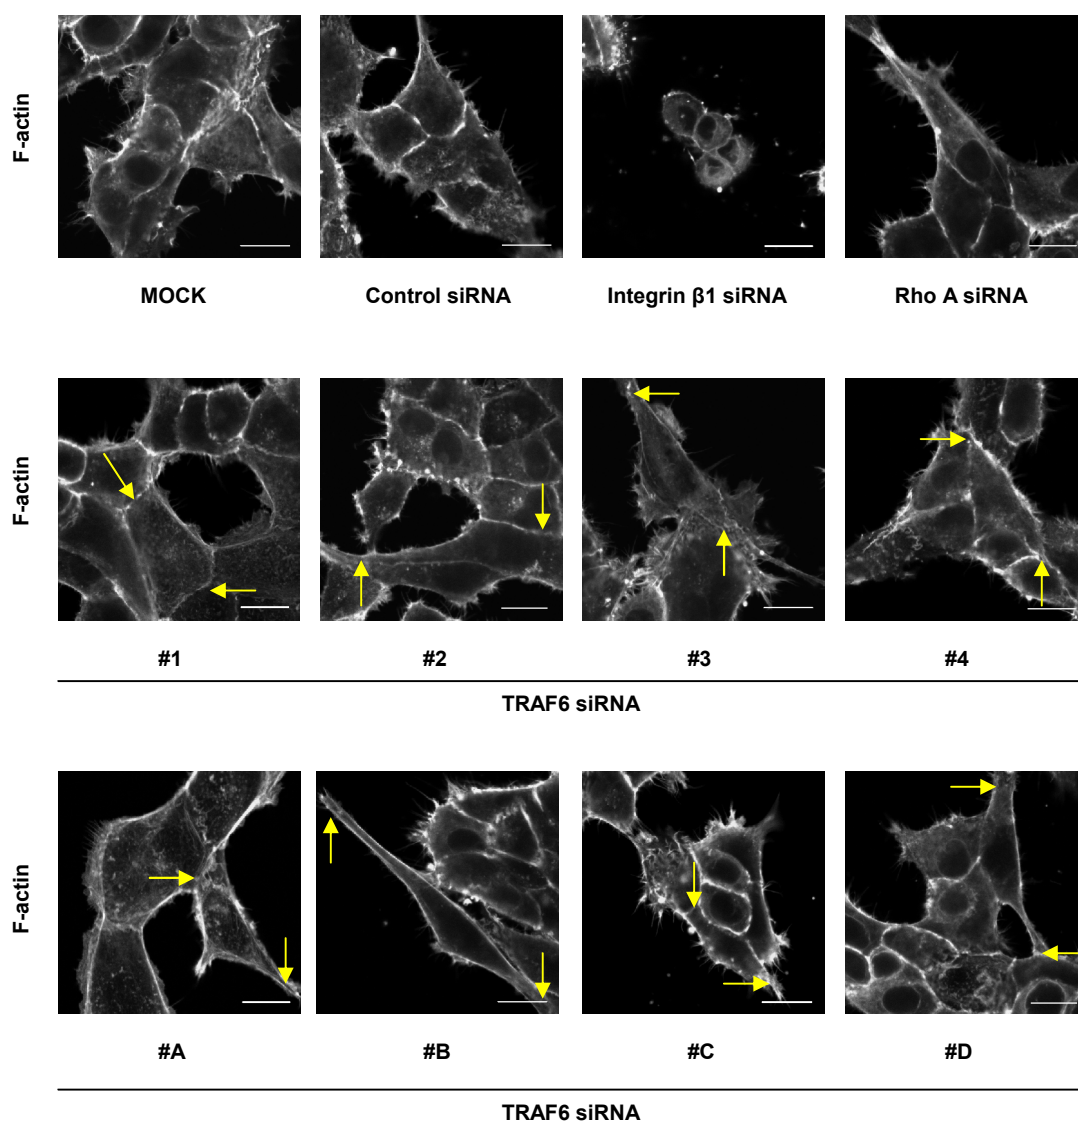 F-actin
MOCK
Control siRNA
Integrin β1 siRNA
Rho A siRNA
F-actin
#1
#2
#3
#4
TRAF6 siRNA
F-actin
#A
#B
#C
#D
TRAF6 siRNA